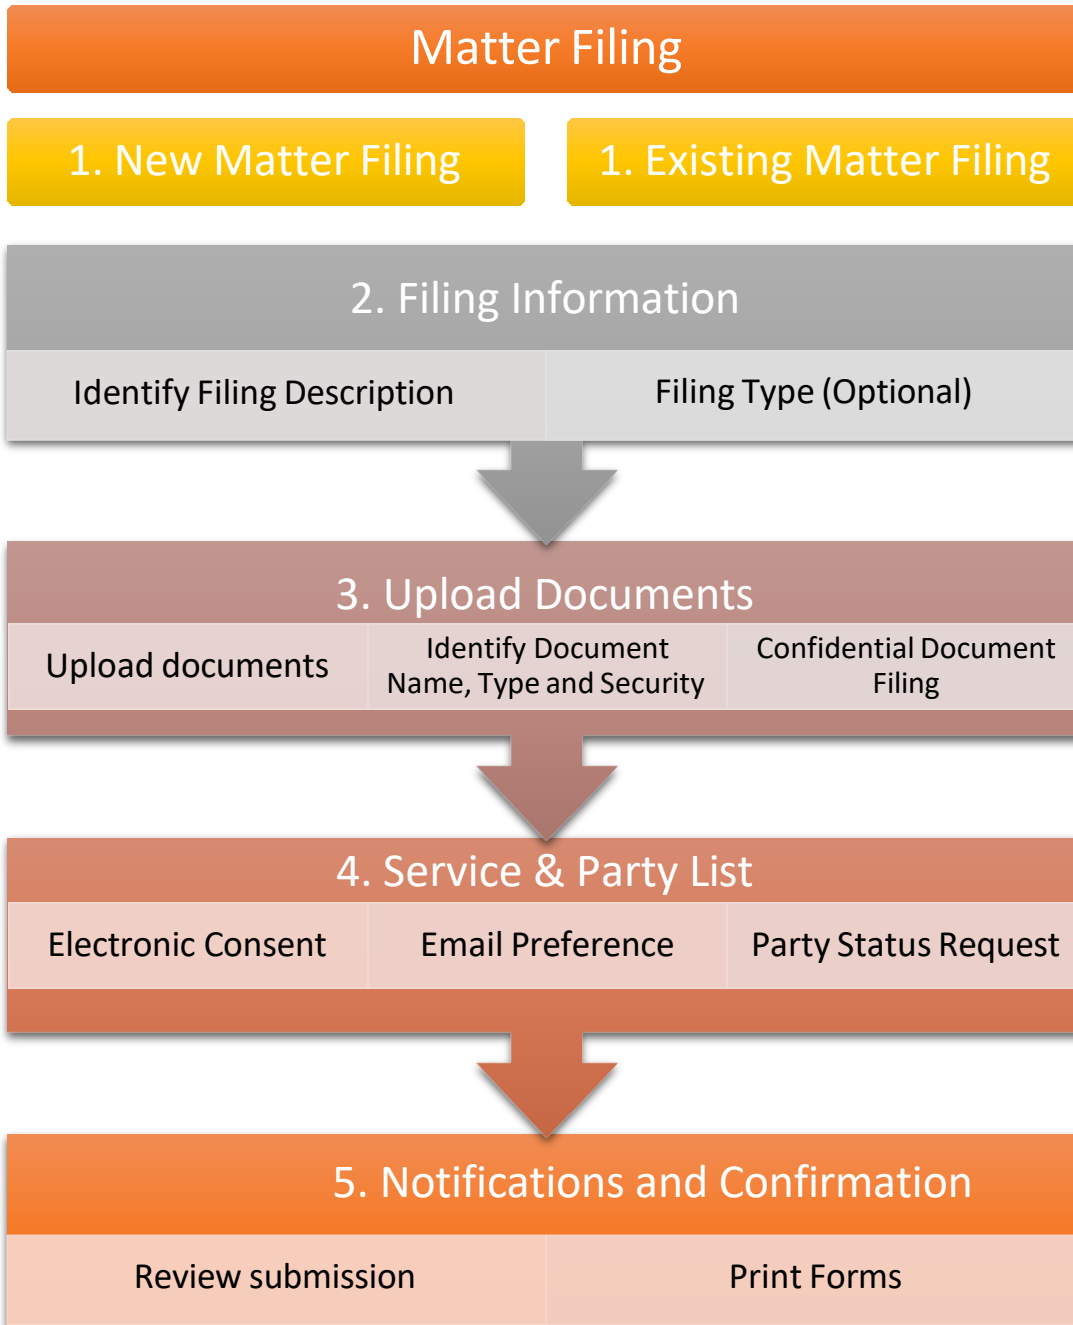 Matter Filing
1. New Matter Filing
1. Existing Matter Filing
2. Filing Information
Identify Filing Description
Filing Type (Optional)
3. Upload Documents
Upload documents
Identify Document
Name, Type and Security
Confidential Document
Filing
4. Service & Party List
Electronic Consent
Email Preference
Party Status Request
5. Notifications and Confirmation
Review submission
Print Forms